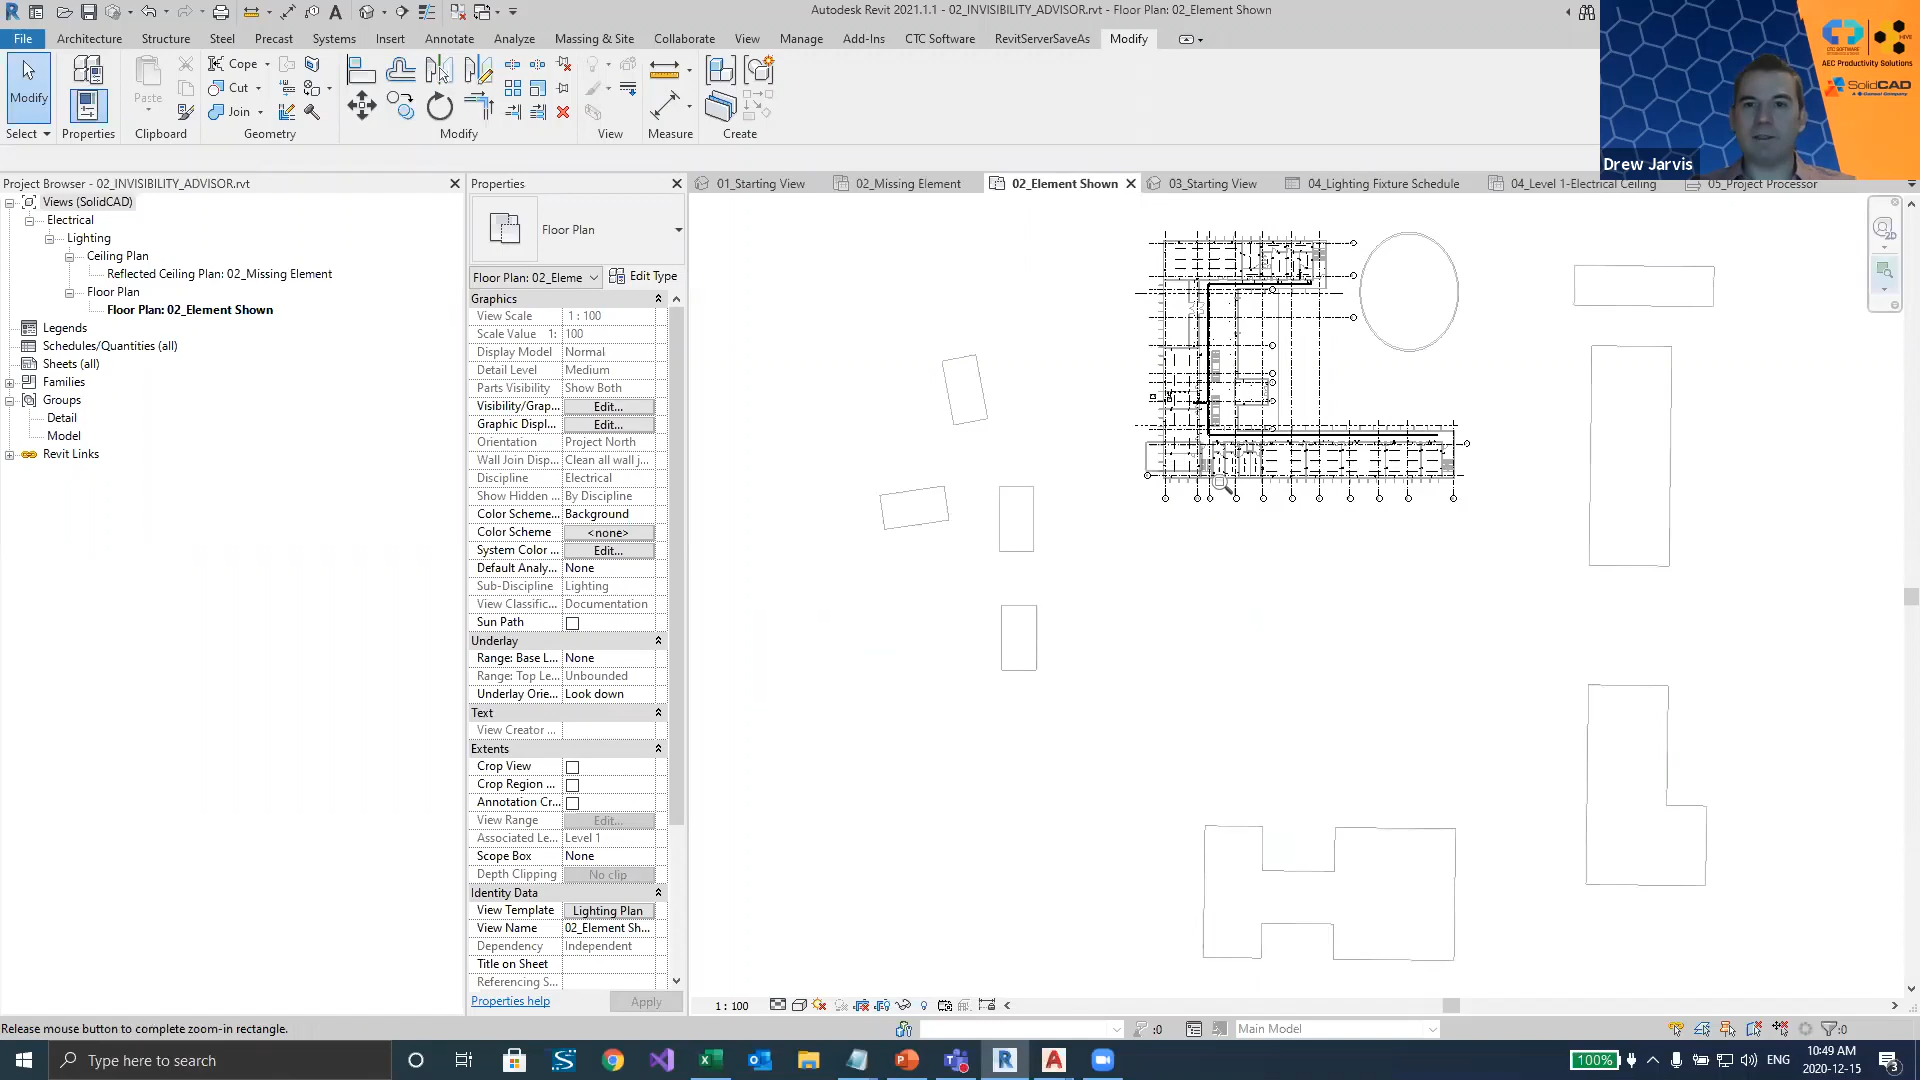 Autodesk Revit 2021.1.1 - 02_INVISIBILITY_ADVISOR.rvt - Floor Plan: 02_Element Shown
File Architecture Structure Steel Precast Systems Insert Annotate Analyze Massing & Site Collaborate View Manage Add-Ins CTC Software RevitServerSaveAs Modify
Modify
Paste
Cope
Cut
Join
Select Properties Clipboard Geometry Modify View Measure Create
CTC SOFTWARE HIVE
AEC Productivity Solutions
SolidCAD
A Cansel Company
Drew Jarvis
Project Browser - 02_INVISIBILITY_ADVISOR.rvt
Views (SolidCAD)
Electrical
Lighting
Ceiling Plan
Reflected Ceiling Plan: 02_Missing Element
Floor Plan
Floor Plan: 02_Element Shown
Legends
Schedules/Quantities (all)
Sheets (all)
Families
Groups
Detail
Model
Revit Links
Properties
Floor Plan
Floor Plan: 02_Eleme Edit Type
Graphics
View Scale 1 : 100
Scale Value 1: 100
Display Model Normal
Detail Level Medium
Parts Visibility Show Both
Visibility/Grap... Edit...
Graphic Displ... Edit...
Orientation Project North
Wall Join Disp... Clean all wall j...
Discipline Electrical
Show Hidden ... By Discipline
Color Scheme... Background
Color Scheme <none>
System Color ... Edit...
Default Analy... None
Sub-Discipline Lighting
View Classific... Documentation
Sun Path
Underlay
Range: Base L... None
Range: Top Le... Unbounded
Underlay Orie... Look down
Text
View Creator ...
Extents
Crop View
Crop Region ...
Annotation Cr...
View Range Edit...
Associated Le... Level 1
Scope Box None
Depth Clipping No clip
Identity Data
View Template Lighting Plan
View Name 02_Element Sh...
Dependency Independent
Title on Sheet
Referencing S...
Properties help Apply
01_Starting View 02_Missing Element 02_Element Shown 03_Starting View 04_Lighting Fixture Schedule 04_Level 1-Electrical Ceiling 05_Project Processor
2D
1 : 100
Release mouse button to complete zoom-in rectangle.
:0
Main Model
:0
Type here to search
100%
ENG
10:49 AM
2020-12-15
3